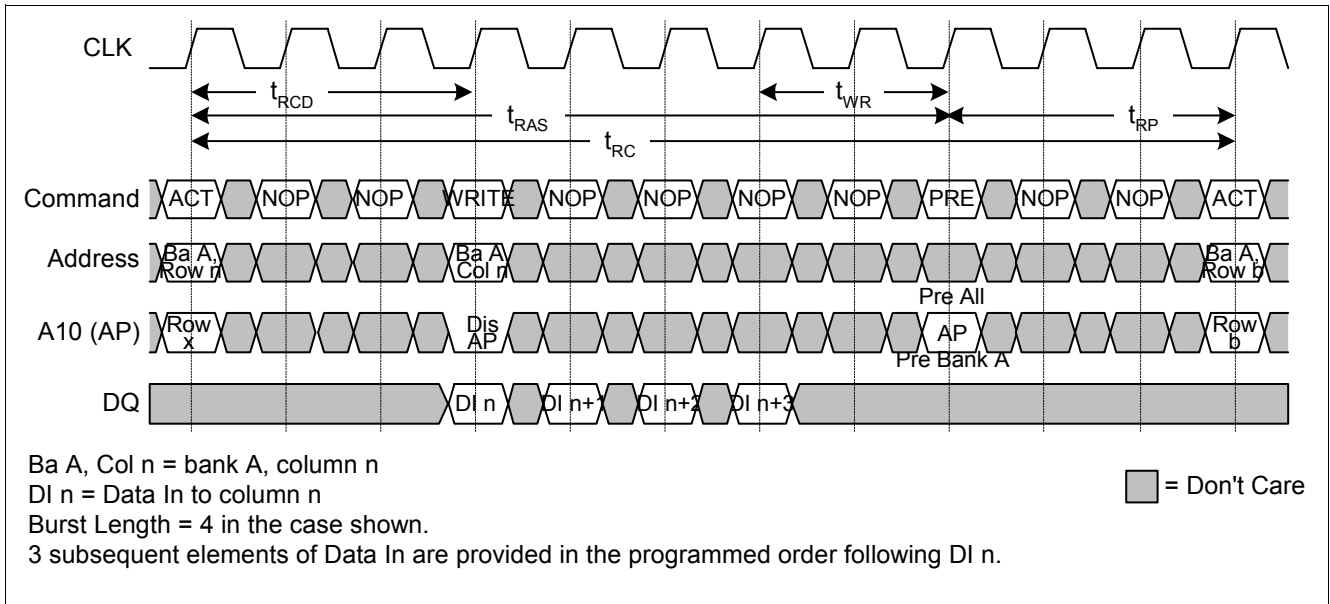 CLK
tRCD
tWR
tRAS
tRP
tRC
Command ACT NOP NOP WRITE NOP NOP NOP NOP PRE NOP NOP ACT
Address Ba A, Row n Ba A, Col n Ba A, Row b
Pre All
A10 (AP) Row x Dis AP AP Row b
Pre Bank A
DQ DI n DI n+1 DI n+2 DI n+3
Ba A, Col n = bank A, column n
DI n = Data In to column n
= Don't Care
Burst Length = 4 in the case shown.
3 subsequent elements of Data In are provided in the programmed order following DI n.